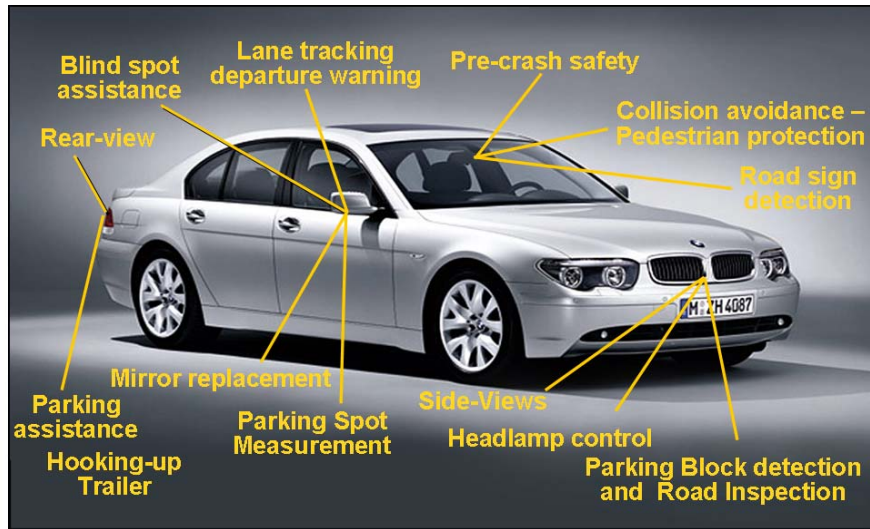 Lane tracking
departure warning
Blind spot
assistance
Pre-crash safety
Collision avoidance –
Pedestrian protection
Rear-view
Road sign
detection
M ZH 4087
Mirror replacement
Parking
assistance
Parking Spot
Measurement
Side-Views
Headlamp control
Hooking-up
Trailer
Parking Block detection
and Road Inspection